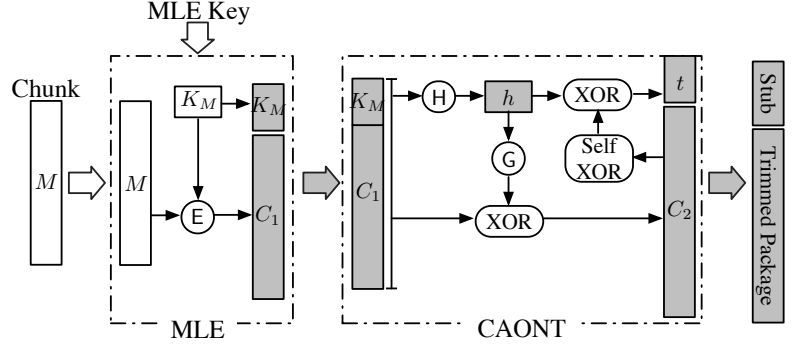 MLE Key
Chunk
M
M
K_M
K_M
E
C_1
MLE
K_M
C_1
H
h
G
XOR
XOR
Self
XOR
t
C_2
CAONT
Stub
Trimmed Package